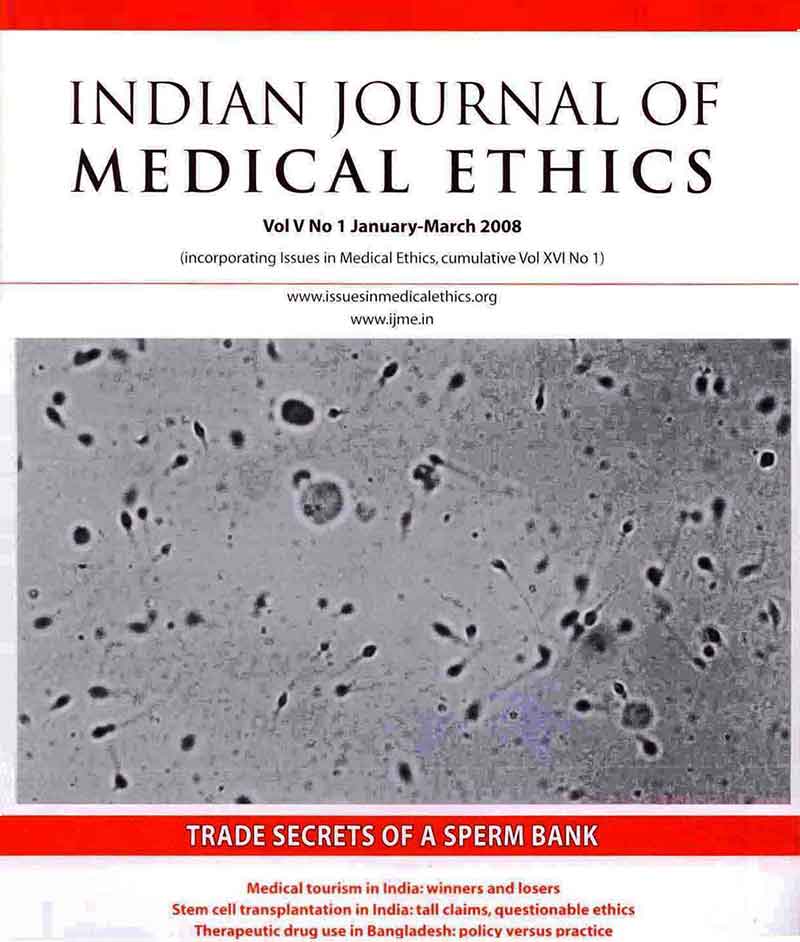 INDIAN JOURNAL OF
MEDICAL ETHICS
Vol V No 1 January-March 2008
(incorporating Issues in Medical Ethics, cumulative Vol XVI No 1)
www.issuesinmedicalethics.org
www.ijme.in
TRADE SECRETS OF A SPERM BANK
Medical tourism in India: winners and losers
Stem cell transplantation in India: tall claims, questionable ethics
Therapeutic drug use in Bangladesh: policy versus practice